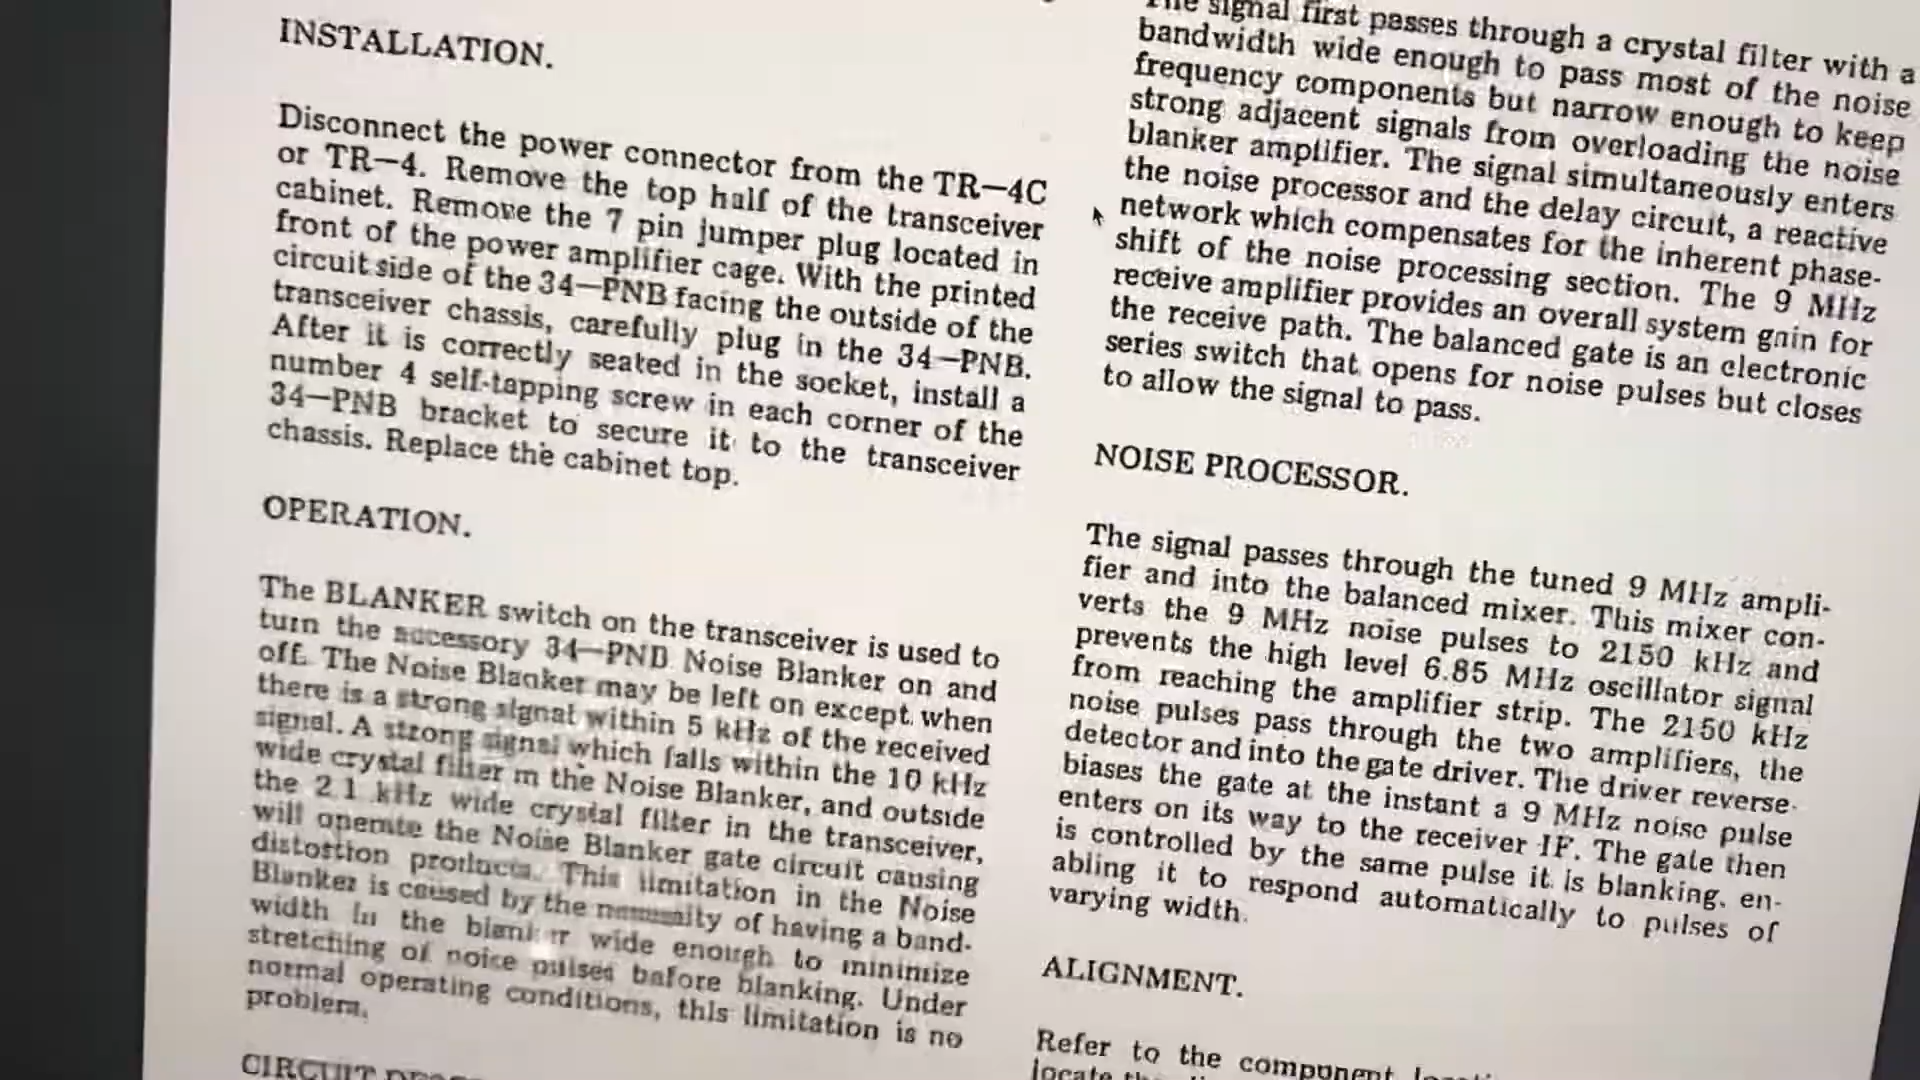 INSTALLATION.
Disconnect the power connector from the TR—4C
or TR—4. Remove the top half of the transceiver
cabinet. Remove the 7 pin jumper plug located in
front of the power amplifier cage. With the printed
circuit side of the 34—PNB facing the outside of the
transceiver chassis, carefully plug in the 34—PNB.
After it is correctly seated in the socket, install a
number 4 self-tapping screw in each corner of the
34—PNB bracket to secure it to the transceiver
chassis. Replace the cabinet top.
OPERATION.
The BLANKER switch on the transceiver is used to
turn the accessory 34—PNB Noise Blanker on and
off. The Noise Blanker may be left on except when
there is a strong signal within 5 kHz of the received
signal. A strong signal which falls within the 10 kHz
wide crystal filter in the Noise Blanker, and outside
the 2.1 kHz wide crystal filter in the transceiver,
will operate the Noise Blanker gate circuit causing
distortion products. This limitation in the Noise
Blanker is caused by the necessity of having a band-
width in the blanker wide enough to minimize
stretching of noise pulses before blanking. Under
normal operating conditions, this limitation is no
problem.
CIRCUIT
The signal first passes through a crystal filter with a
bandwidth wide enough to pass most of the noise
frequency components but narrow enough to keep
strong adjacent signals from overloading the noise
blanker amplifier. The signal simultaneously enters
the noise processor and the delay circuit, a reactive
network which compensates for the inherent phase-
shift of the noise processing section. The 9 MHz
receive amplifier provides an overall system gain for
the receive path. The balanced gate is an electronic
series switch that opens for noise pulses but closes
to allow the signal to pass.
NOISE PROCESSOR.
The signal passes through the tuned 9 MHz ampli-
fier and into the balanced mixer. This mixer con-
verts the 9 MHz noise pulses to 2150 kHz and
prevents the high level 6.85 MHz oscillator signal
from reaching the amplifier strip. The 2150 kHz
noise pulses pass through the two amplifiers, the
detector and into the gate driver. The driver reverse-
biases the gate at the instant a 9 MHz noise pulse
enters on its way to the receiver IF. The gate then
is controlled by the same pulse it is blanking, en-
abling it to respond automatically to pulses of
varying width.
ALIGNMENT.
Refer to the component
locate